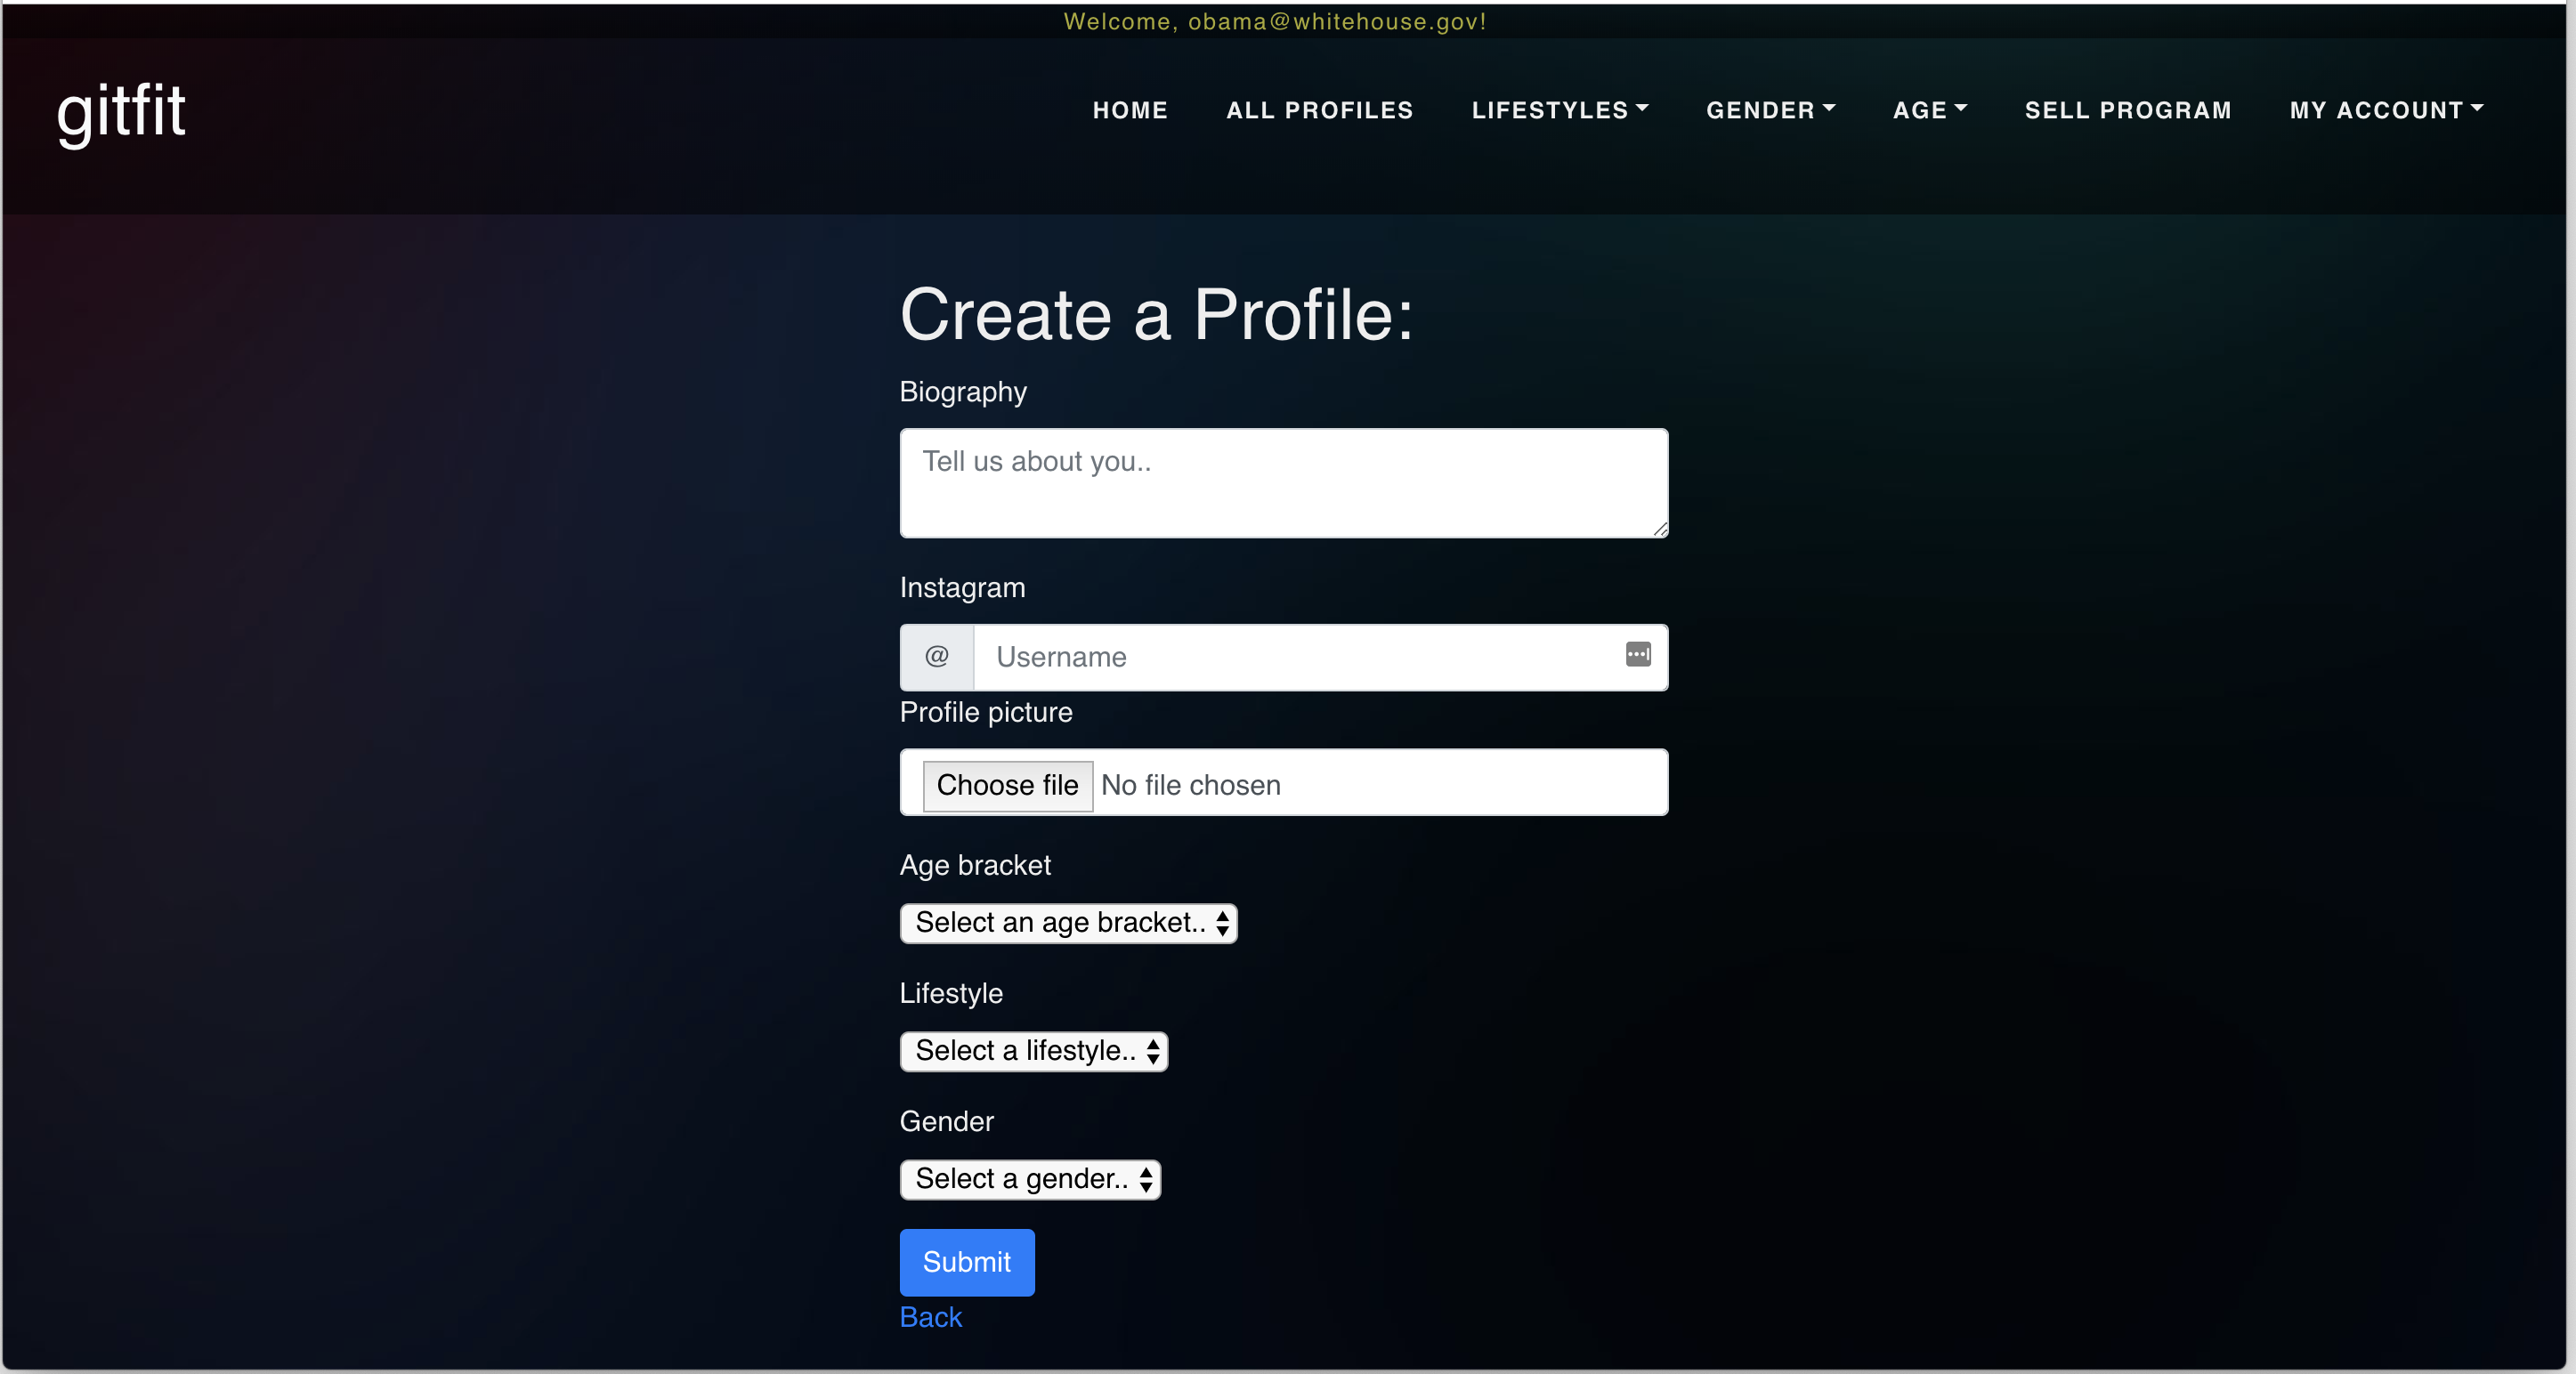 Welcome, obama@whitehouse.gov!
gitfit
HOME ALL PROFILES LIFESTYLES GENDER AGE SELL PROGRAM MY ACCOUNT
Create a Profile:
Biography
Tell us about you..
Instagram
@ Username
Profile picture
Choose file No file chosen
Age bracket
Select an age bracket..
Lifestyle
Select a lifestyle..
Gender
Select a gender..
Submit
Back